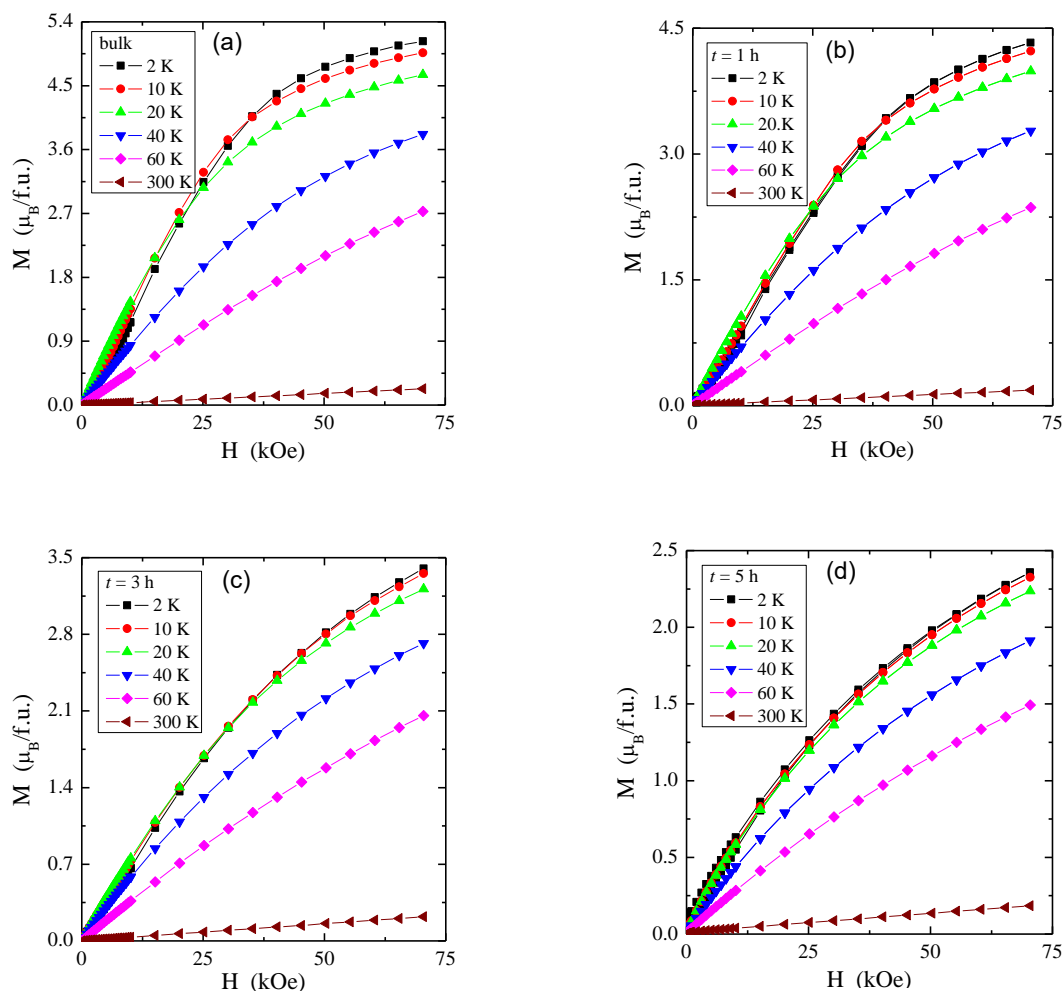 (a)
bulk
2 K
10 K
20 K
40 K
60 K
300 K
5.4
4.5
3.6
2.7
1.8
0.9
0.0
0
25
50
75
M (μB/f.u.)
H (kOe)
(b)
t = 1 h
2 K
10 K
20.K
40 K
60 K
300 K
4.5
3.0
1.5
0.0
0
25
50
75
M (μB/f.u.)
H (kOe)
(c)
t = 3 h
2 K
10 K
20 K
40 K
60 K
300 K
3.5
2.8
2.1
1.4
0.7
0.0
0
25
50
75
M (μB/f.u.)
H (kOe)
(d)
t = 5 h
2 K
10 K
20 K
40 K
60 K
300 K
2.5
2.0
1.5
1.0
0.5
0.0
0
25
50
75
M (μB/f.u.)
H (kOe)